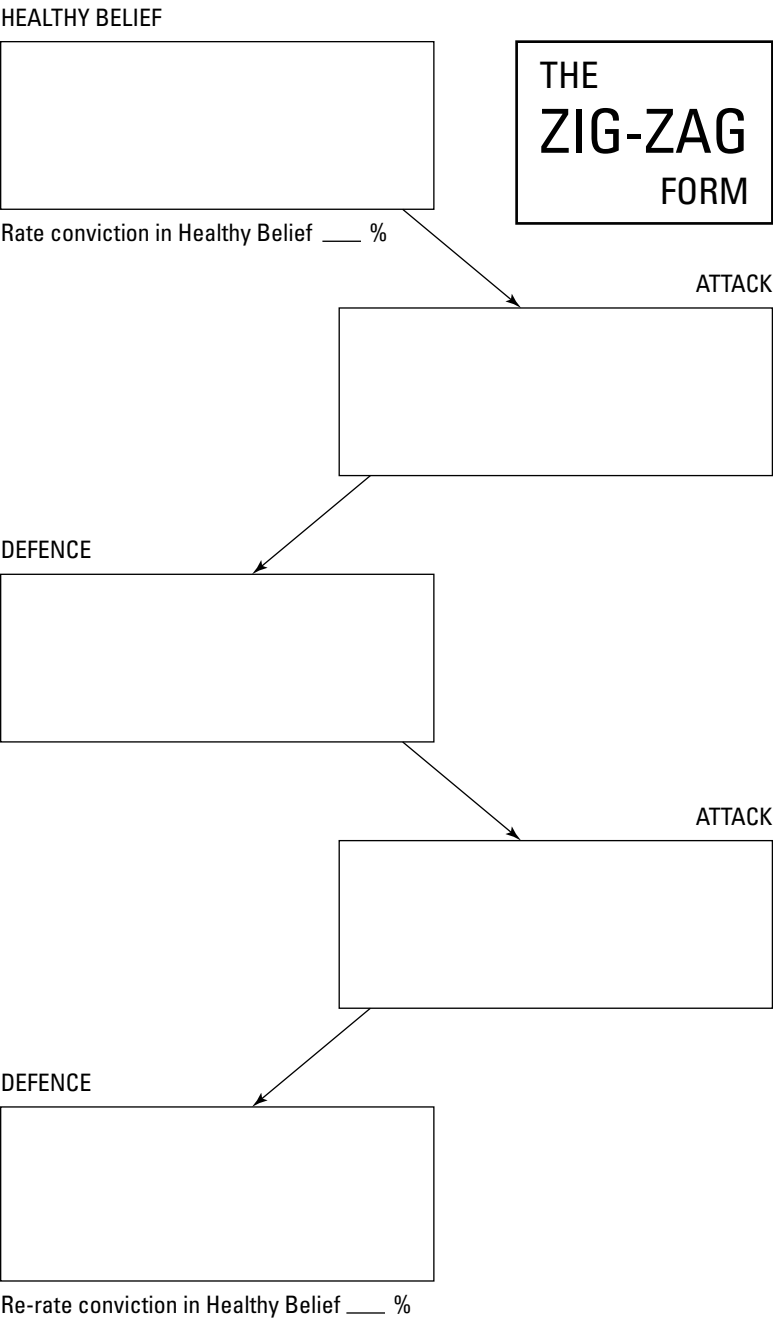 HEALTHY BELIEF
THE
ZIG-ZAG
FORM
Rate conviction in Healthy Belief ___ %
ATTACK
DEFENCE
ATTACK
DEFENCE
Re-rate conviction in Healthy Belief ___ %